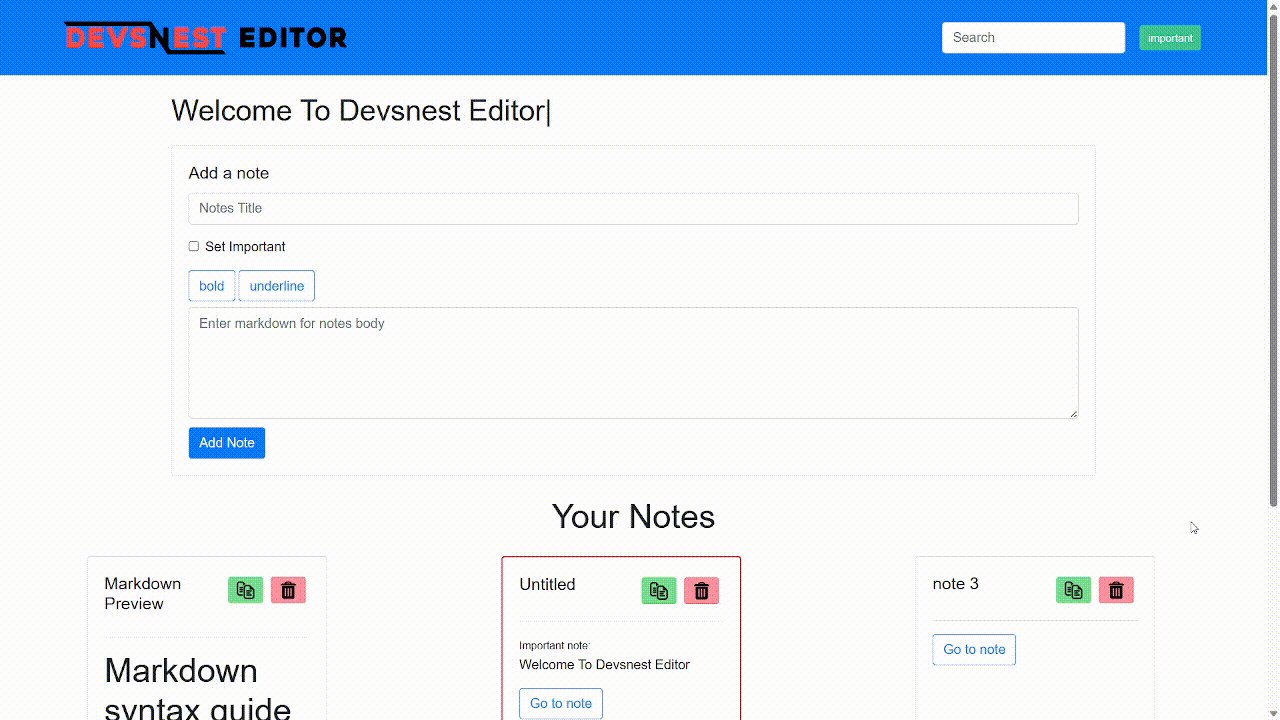 DEVSNEST EDITOR
Search
important
Welcome To Devsnest Editor|
Add a note
Notes Title
Set Important
bold underline
Enter markdown for notes body
Add Note
Your Notes
Markdown
Preview
Markdown
syntax guide
Untitled
Important note:
Welcome To Devsnest Editor
Go to note
note 3
Go to note